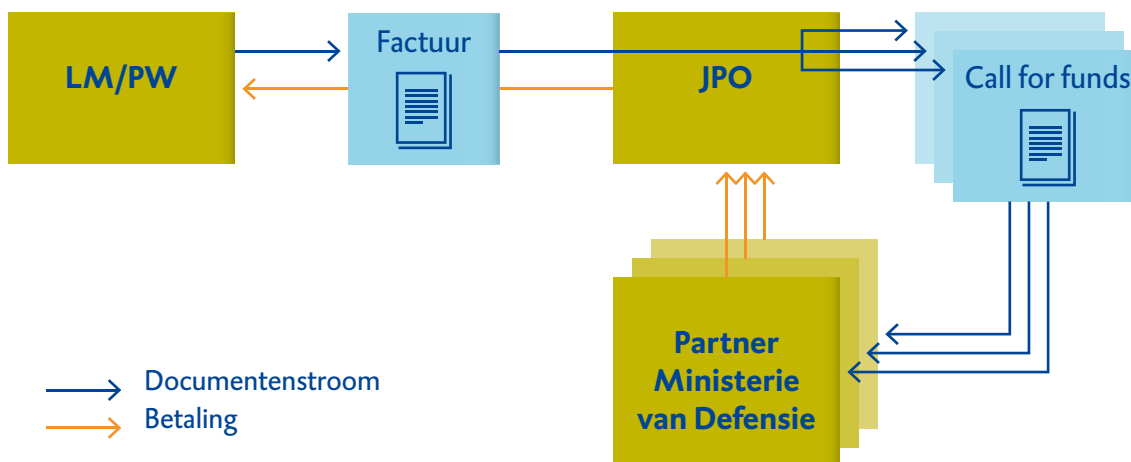 LM/PW
Factuur
JPO
Call for funds
Partner
Ministerie
van Defensie
Documentenstroom
Betaling